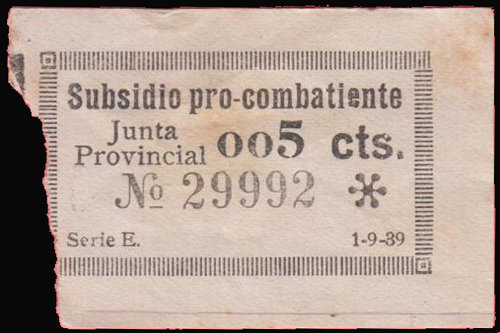 Subsidio pro-combatiente
Junta Provincial 005 cts.
№ 29992 *
Serie E. 1-9-39